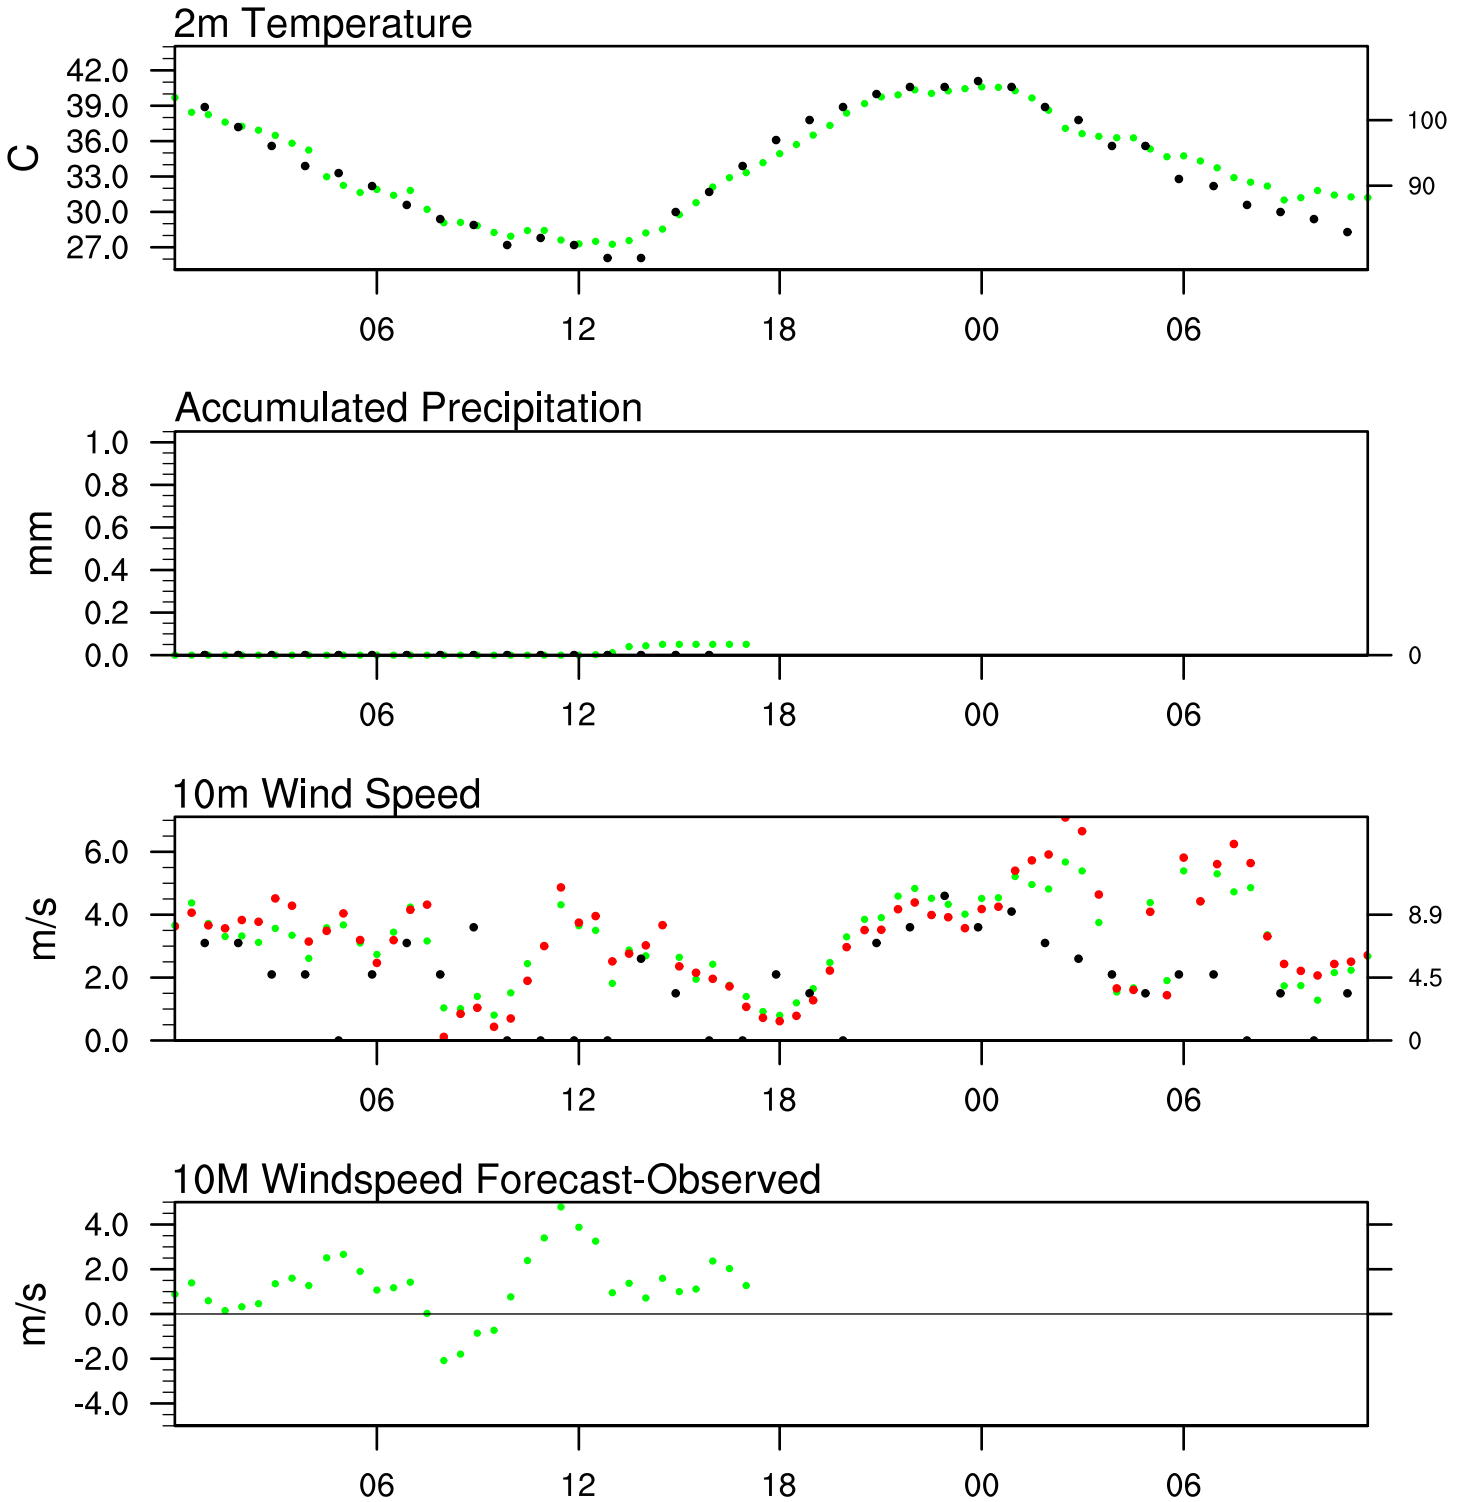 2m Temperature
42.0
39.0
36.0
33.0
30.0
27.0
C
100
90
06 12 18 00 06
Accumulated Precipitation
1.0
0.8
0.6
0.4
0.2
0.0
mm
0
06 12 18 00 06
10m Wind Speed
6.0
4.0
2.0
0.0
m/s
8.9
4.5
0
06 12 18 00 06
10M Windspeed Forecast-Observed
4.0
2.0
0.0
-2.0
-4.0
m/s
06 12 18 00 06